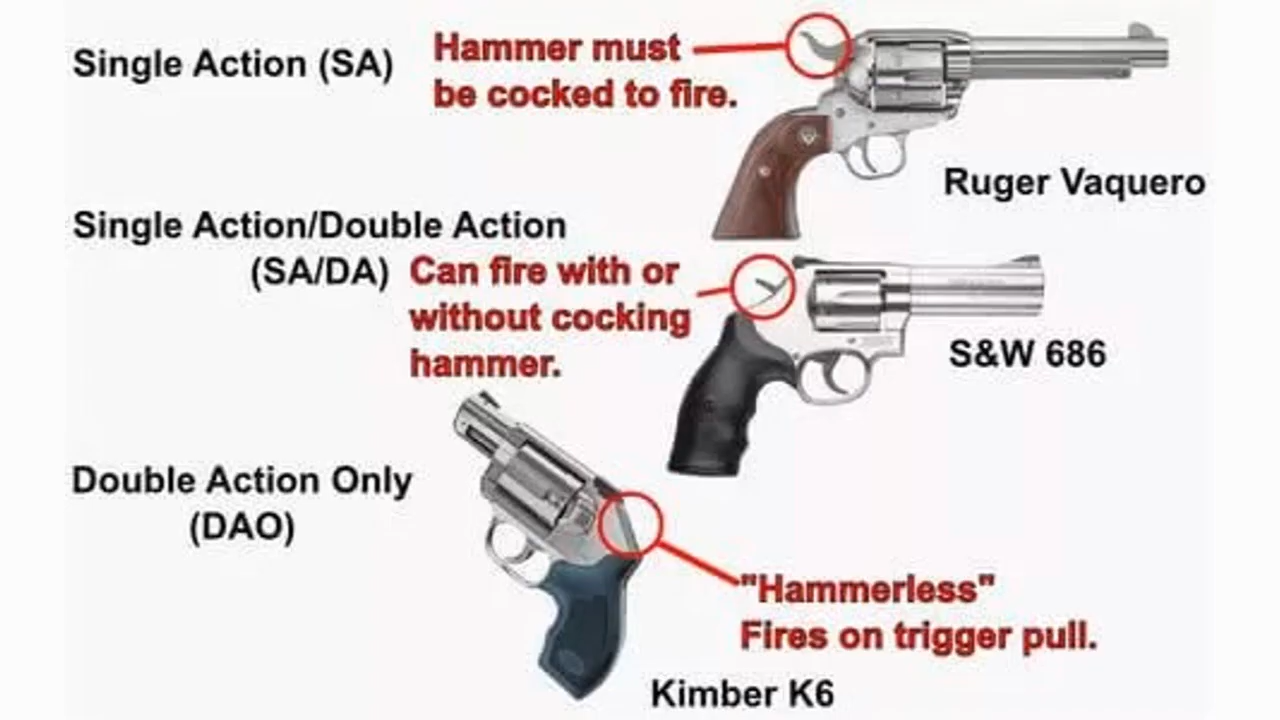 Single Action (SA)
Hammer must
be cocked to fire.
Ruger Vaquero
Single Action/Double Action
(SA/DA)
Can fire with or
without cocking
hammer.
S&W 686
Double Action Only
(DAO)
"Hammerless"
Fires on trigger pull.
Kimber K6